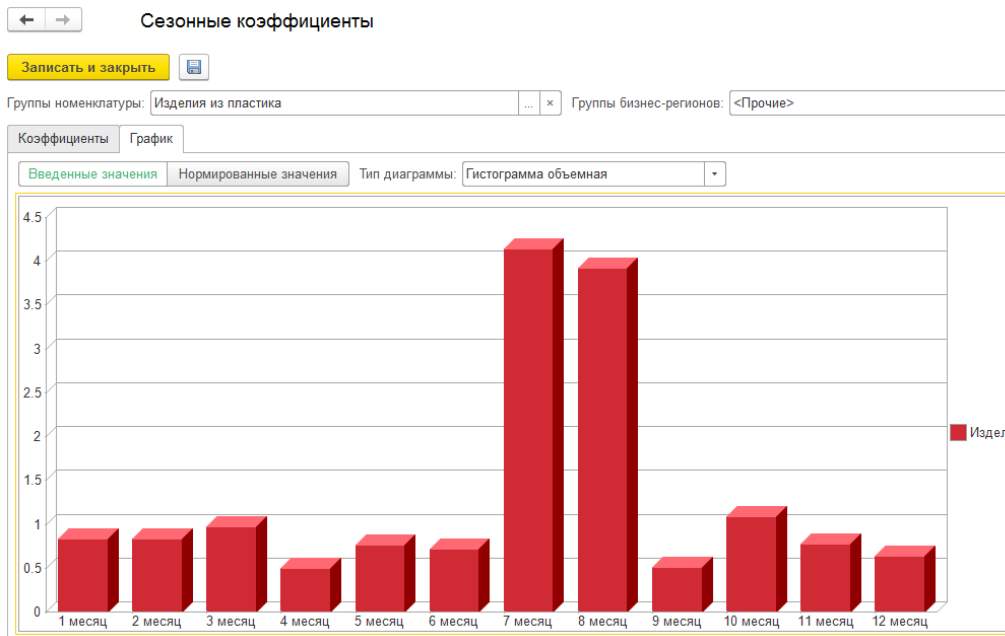 Сезонные коэффициенты
Записать и закрыть
Группы номенклатуры: Изделия из пластика ... × Группы бизнес-регионов: <Прочие>
Коэффициенты График
Введенные значения Нормированные значения Тип диаграммы: Гистограмма объемная
4.5
4
3.5
3
2.5
2
Издел
1.5
1
0.5
0
1 месяц 2 месяц 3 месяц 4 месяц 5 месяц 6 месяц 7 месяц 8 месяц 9 месяц 10 месяц 11 месяц 12 месяц